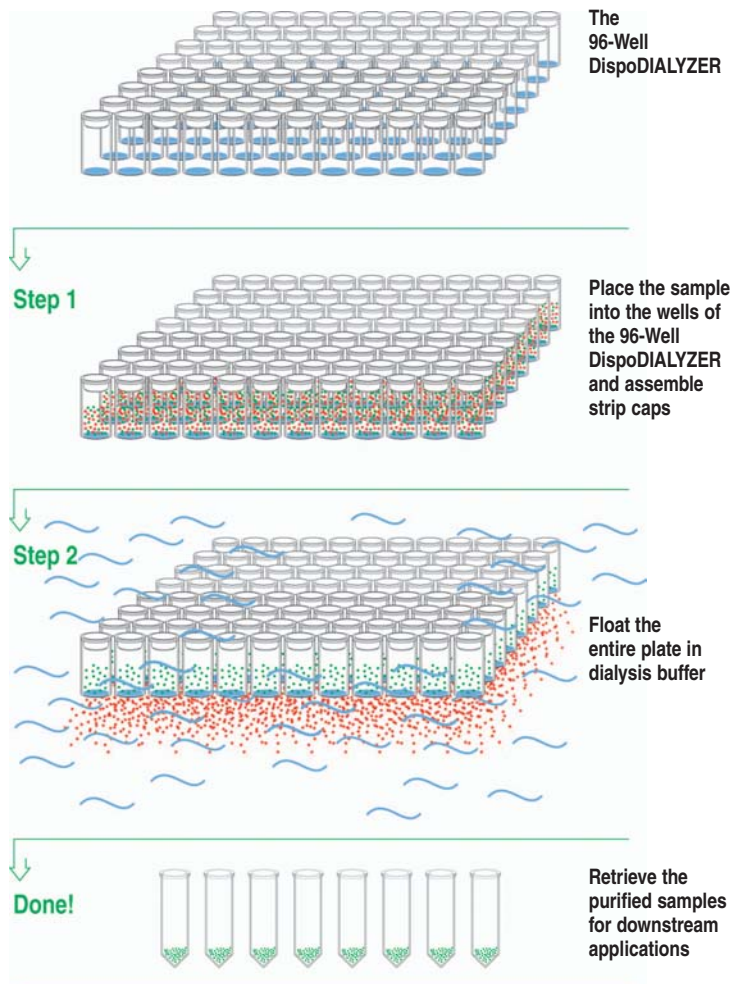 The
96-Well
DispoDIALYZER
Step 1
Place the sample
into the wells of
the 96-Well
DispoDIALYZER
and assemble
strip caps
Step 2
Float the
entire plate in
dialysis buffer
Done!
Retrieve the
purified samples
for downstream
applications